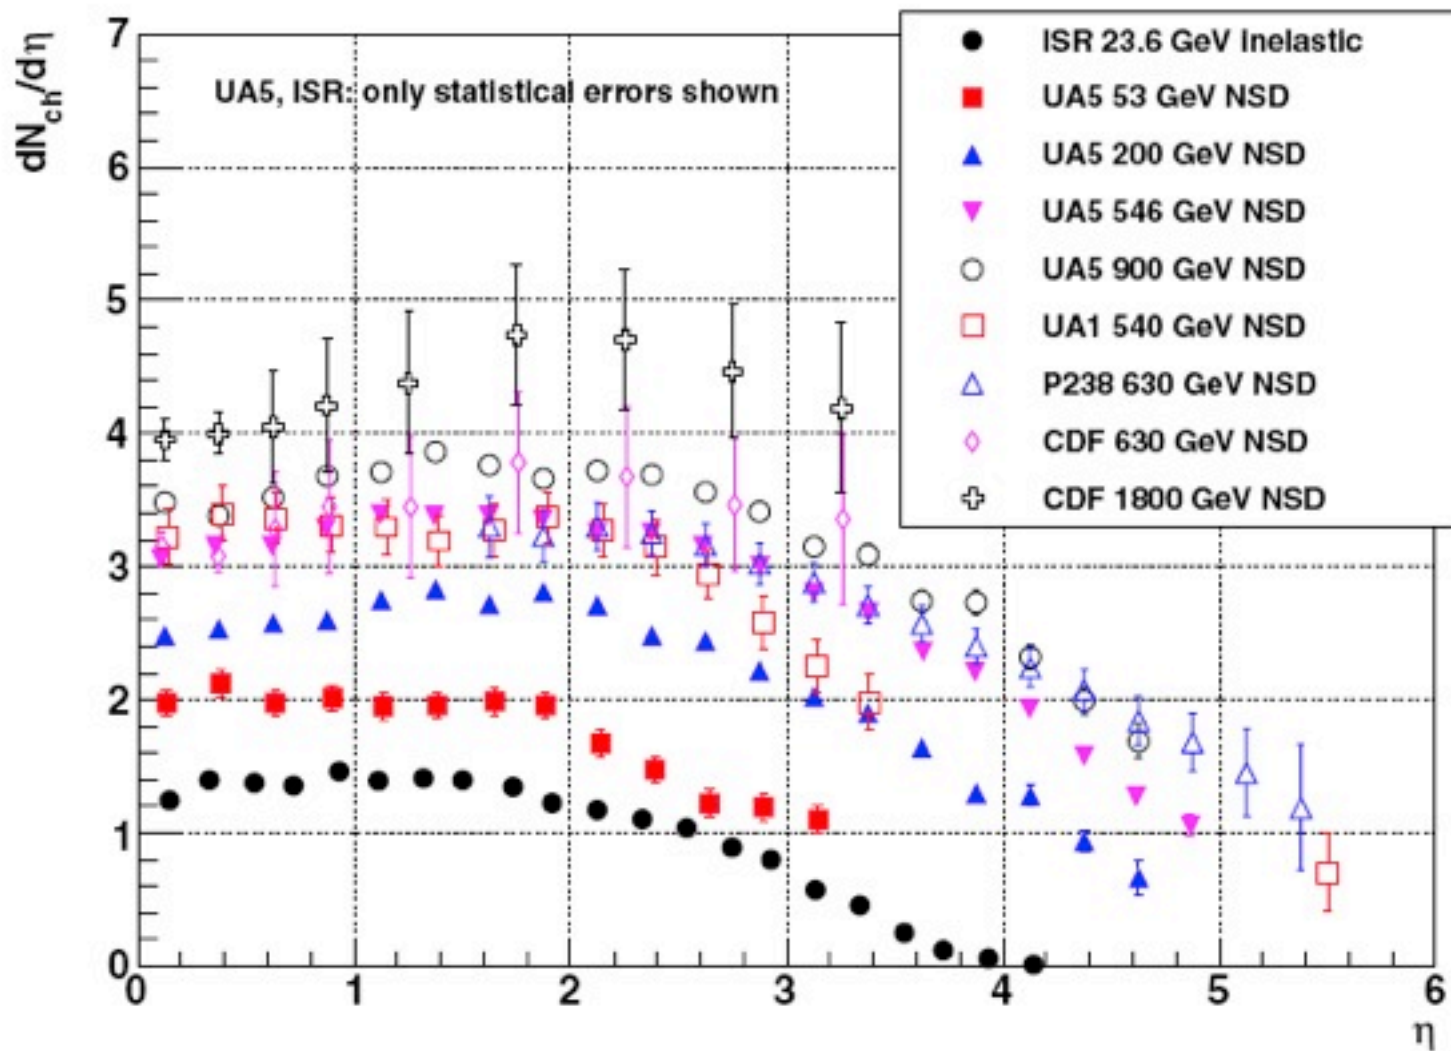 dN_ch/dη
7
6
5
4
3
2
1
0
UA5, ISR: only statistical errors shown
ISR 23.6 GeV inelastic
UA5 53 GeV NSD
UA5 200 GeV NSD
UA5 546 GeV NSD
UA5 900 GeV NSD
UA1 540 GeV NSD
P238 630 GeV NSD
CDF 630 GeV NSD
CDF 1800 GeV NSD
0 1 2 3 4 5 6
η